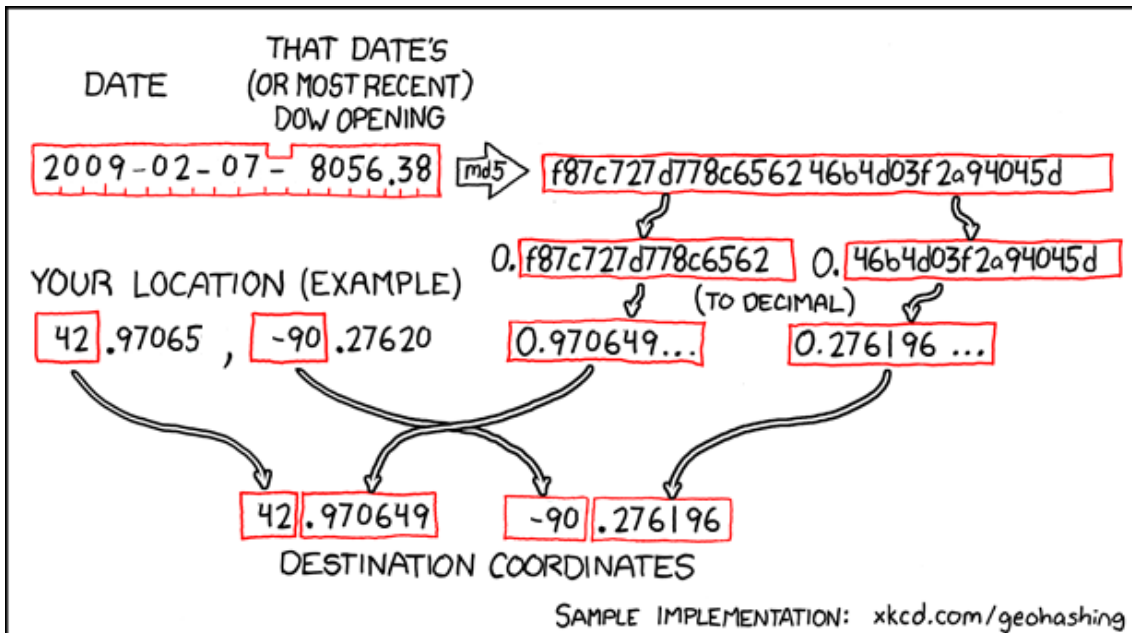 DATE
THAT DATE'S
(OR MOST RECENT)
DOW OPENING
2009-02-07-8056.38
md5
f87c727d778c656246b4d03f2a94045d
0.f87c727d778c6562
0.46b4d03f2a94045d
(TO DECIMAL)
YOUR LOCATION (EXAMPLE)
42.97065, -90.27620
0.970649...
0.276196...
42.970649
-90.276196
DESTINATION COORDINATES
SAMPLE IMPLEMENTATION: xkcd.com/geohashing